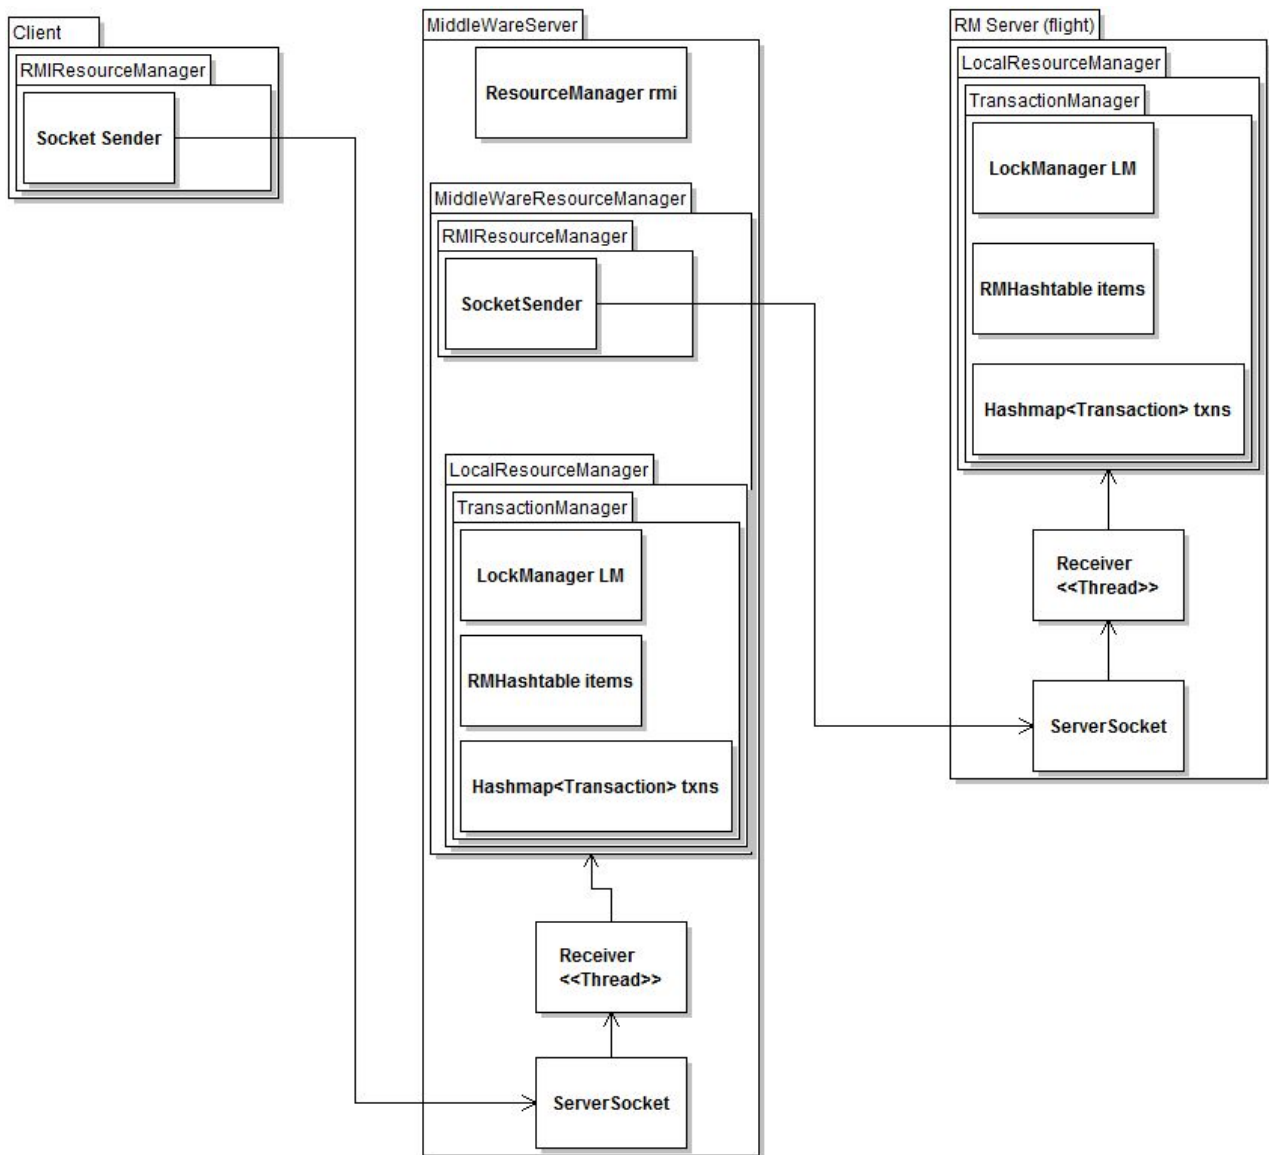 Client
RMIResourceManager
Socket Sender
MiddleWareServer
ResourceManager rmi
MiddleWareResourceManager
RMIResourceManager
SocketSender
LocalResourceManager
TransactionManager
LockManager LM
RMHashtable items
Hashmap<Transaction> txns
Receiver
<<Thread>>
ServerSocket
RM Server (flight)
LocalResourceManager
TransactionManager
LockManager LM
RMHashtable items
Hashmap<Transaction> txns
Receiver
<<Thread>>
ServerSocket